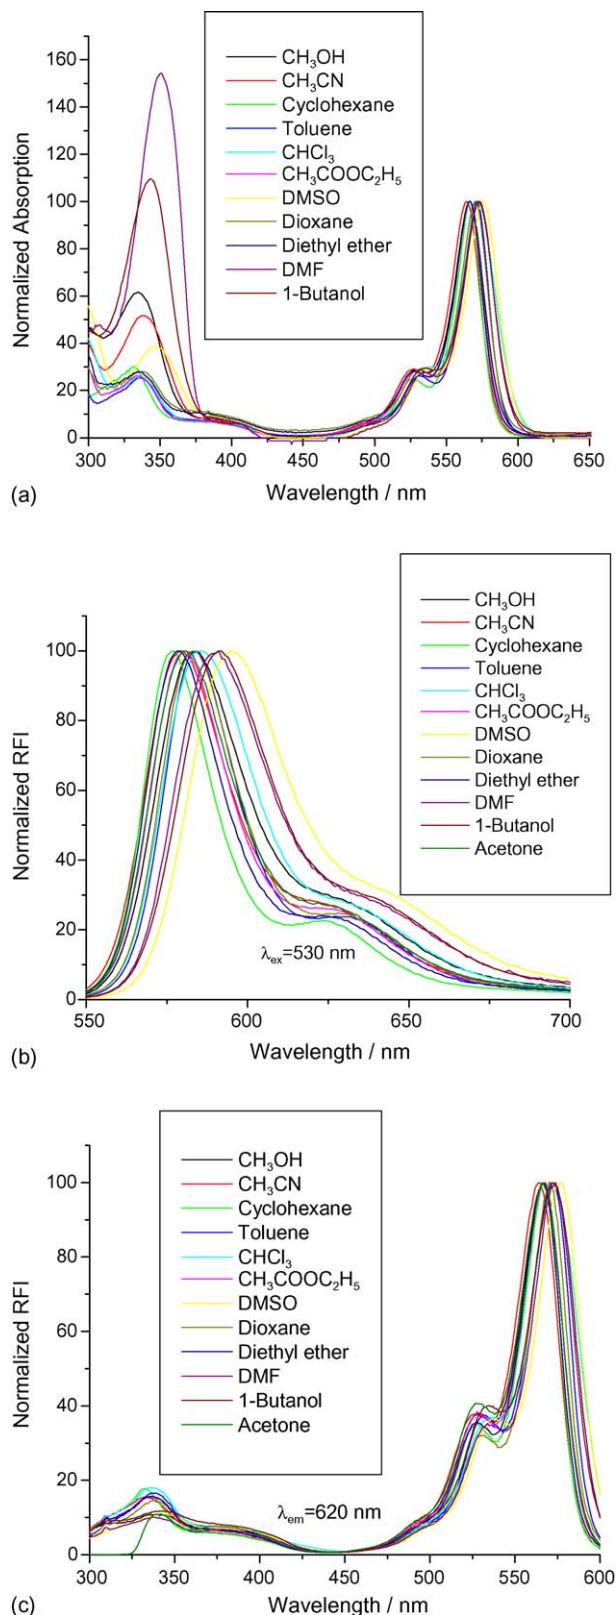 CH₃OH
CH₃CN
Cyclohexane
Toluene
CHCl₃
CH₃COOC₂H₅
DMSO
Dioxane
Diethyl ether
DMF
1-Butanol
Normalized Absorption
160
140
120
100
80
60
40
20
0
300 350 400 450 500 550 600 650
Wavelength / nm
(a)
CH₃OH
CH₃CN
Cyclohexane
Toluene
CHCl₃
CH₃COOC₂H₅
DMSO
Dioxane
Diethyl ether
DMF
1-Butanol
Acetone
Normalized RFI
100
80
60
40
20
0
λex=530 nm
550 600 650 700
Wavelength / nm
(b)
CH₃OH
CH₃CN
Cyclohexane
Toluene
CHCl₃
CH₃COOC₂H₅
DMSO
Dioxane
Diethyl ether
DMF
1-Butanol
Acetone
Normalized RFI
100
80
60
40
20
0
λem=620 nm
300 350 400 450 500 550 600
Wavelength / nm
(c)